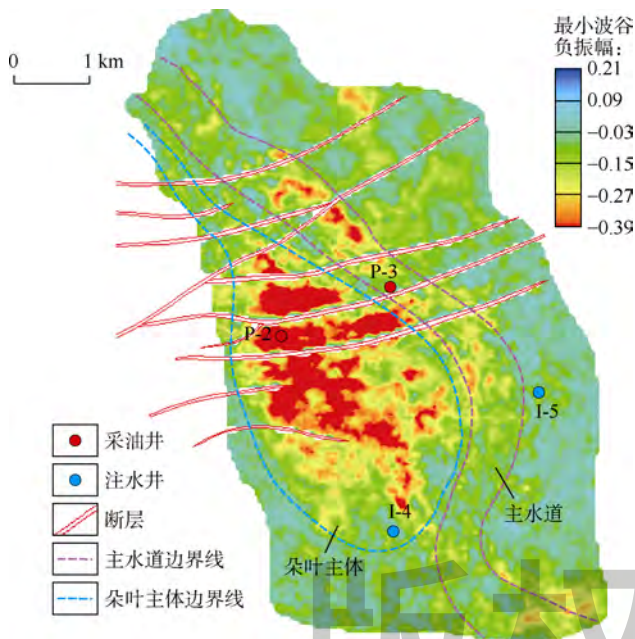 0 1 km
最小波谷
负振幅：
0.21
0.09
−0.03
−0.15
−0.27
−0.39
P-3
P-2
I-5
I-4
主水道
朵叶主体
采油井
注水井
断层
主水道边界线
朵叶主体边界线
版权